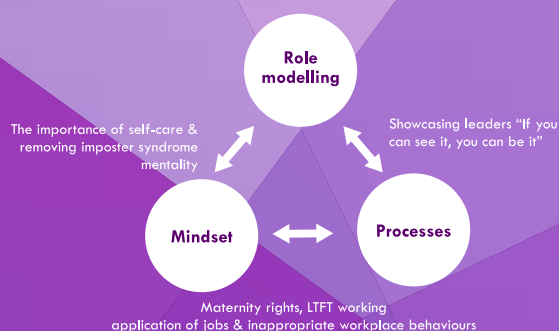 Role
modelling
The importance of self-care &
removing imposter syndrome
mentality
Showcasing leaders “If you
can see it, you can be it”
Mindset
Processes
Maternity rights, LTFT working
application of jobs & inappropriate workplace behaviours